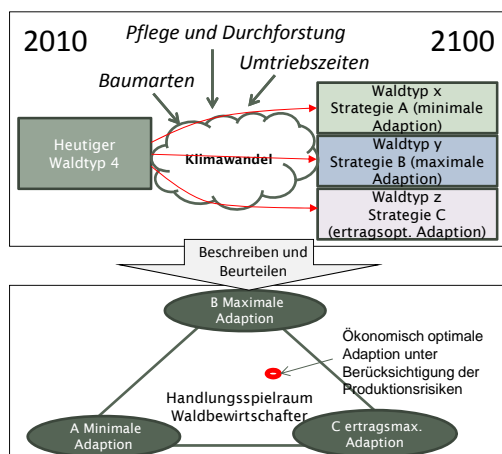 2010
Pflege und Durchforstung
2100
Umtriebszeiten
Baumarten
Heutiger
Waldtyp 4
Klimawandel
Waldtyp x
Strategie A (minimale
Adaption)
Waldtyp y
Strategie B (maximale
Adaption)
Waldtyp z
Strategie C
(ertragsopt. Adaption)
Beschreiben und
Beurteilen
B Maximale
Adaption
Ökonomisch optimale
Adaption unter
Berücksichtigung der
Produktionsrisiken
Handlungsspielraum
Waldbewirtschafter
A Minimale
Adaption
C ertragsmax.
Adaption